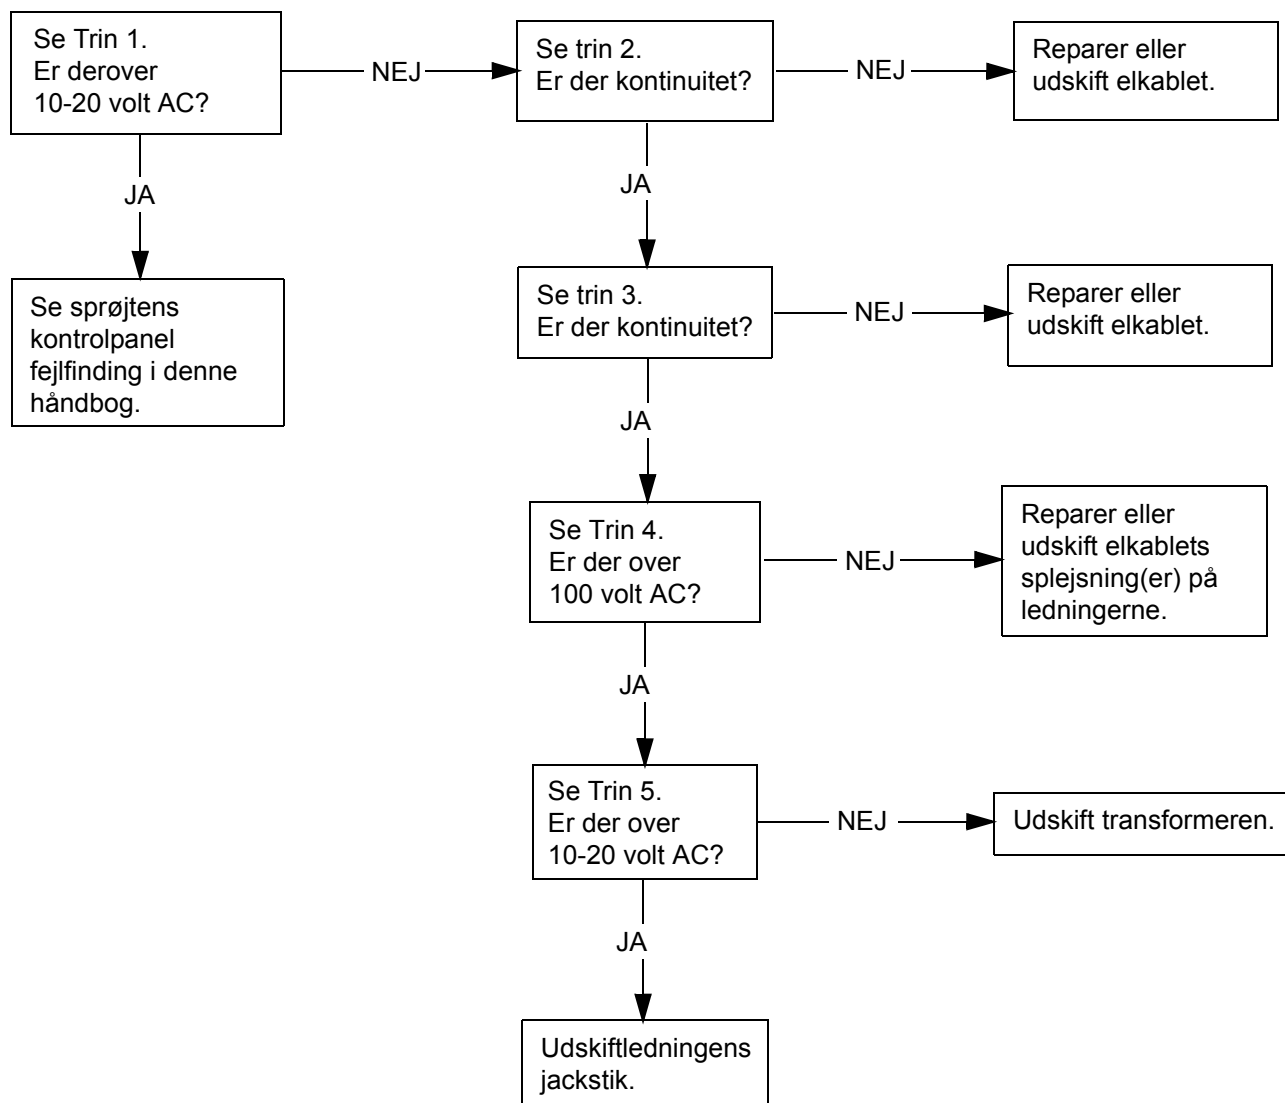 Se Trin 1.
Er derover
10-20 volt AC?
NEJ
Se trin 2.
Er der kontinuitet?
NEJ
Reparer eller
udskift elkablet.
JA
JA
Se sprøjtens
kontrolpanel
fejlfinding i denne
håndbog.
Se trin 3.
Er der kontinuitet?
NEJ
Reparer eller
udskift elkablet.
JA
Se Trin 4.
Er der over
100 volt AC?
NEJ
Reparer eller
udskift elkablets
splejsning(er) på
ledningerne.
JA
Se Trin 5.
Er der over
10-20 volt AC?
NEJ
Udskift transformeren.
JA
Udskiftledningens
jackstik.